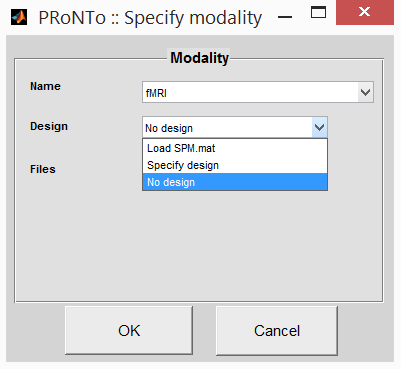 PRoNTo :: Specify modality
Modality
Name
fMRI
Design
No design
Load SPM.mat
Specify design
No design
Files
OK
Cancel